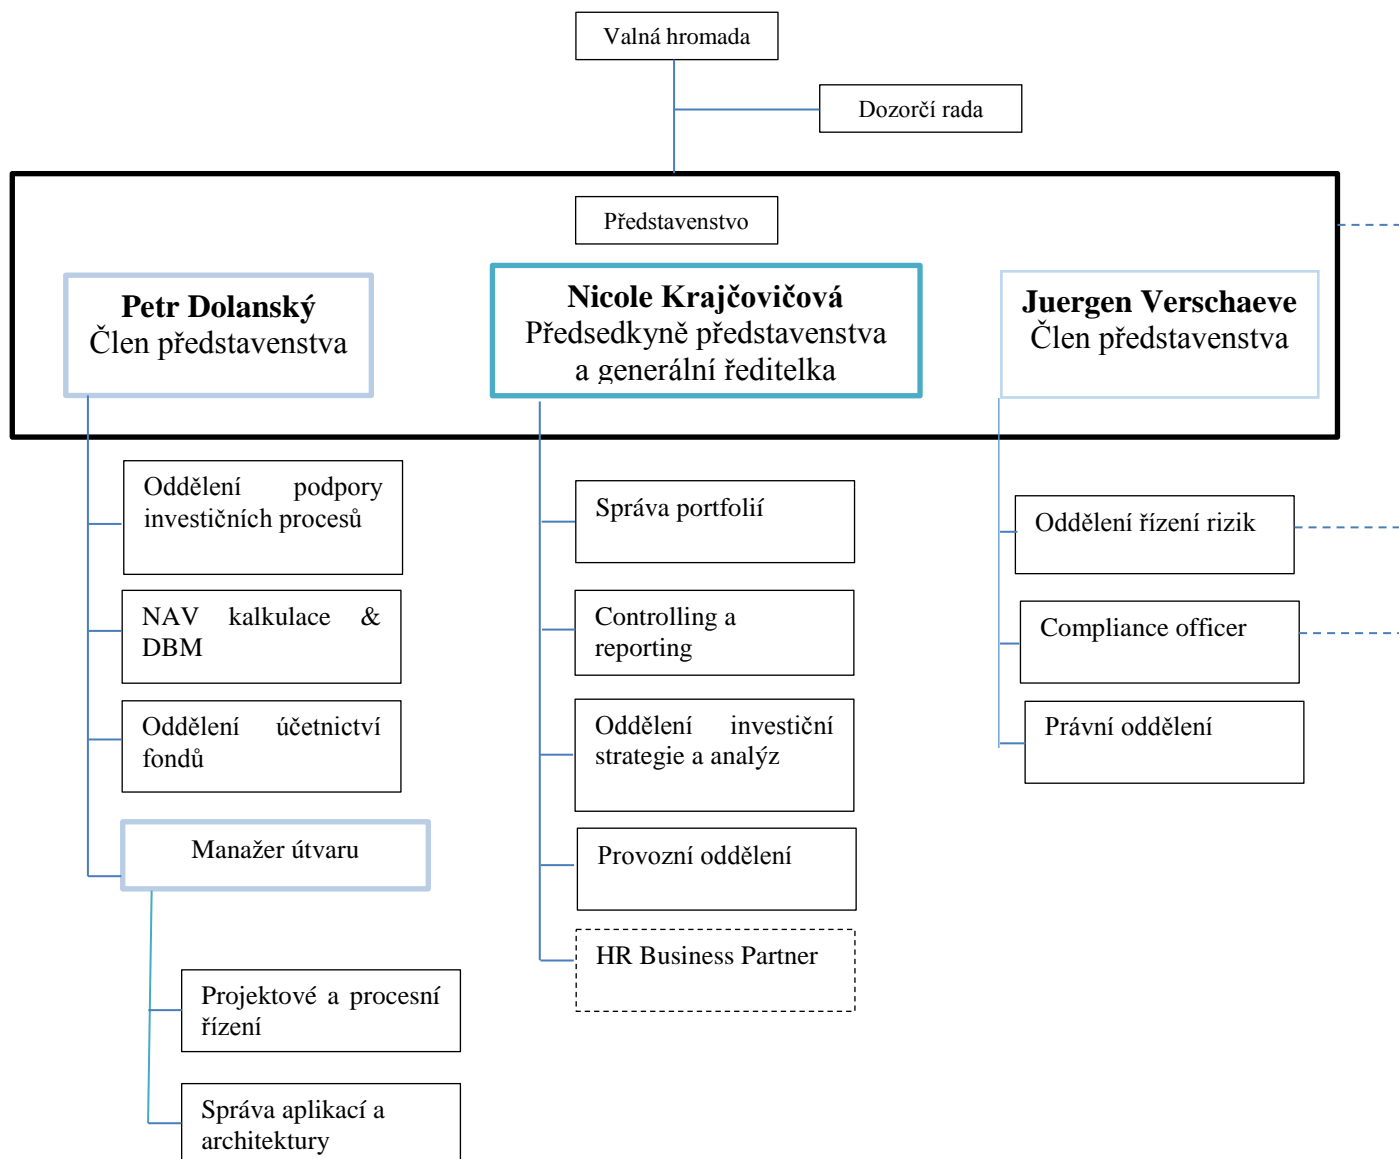 Valná hromada
Dozorčí rada
Představenstvo
Petr Dolanský
Člen představenstva
Nicole Krajčovičová
Předsedkyně představenstva
a generální ředitelka
Juergen Verschaeve
Člen představenstva
Oddělení podpory
investičních procesů
NAV kalkulace &
DBM
Oddělení účetnictví
fondů
Manažer útvaru
Projektové a procesní
řízení
Správa aplikací a
architektury
Správa portfolií
Controlling a
reporting
Oddělení investiční
strategie a analýz
Provozní oddělení
HR Business Partner
Oddělení řízení rizik
Compliance officer
Právní oddělení